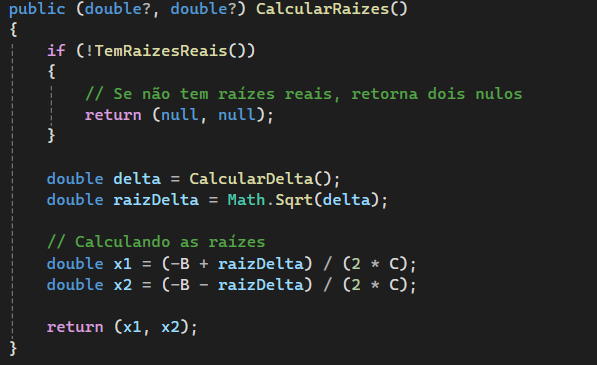 public (double?, double?) CalcularRaizes()
{
if (!TemRaizesReais())
{
// Se não tem raízes reais, retorna dois nulos
return (null, null);
}
double delta = CalcularDelta();
double raizDelta = Math.Sqrt(delta);
// Calculando as raízes
double x1 = (-B + raizDelta) / (2 * C);
double x2 = (-B - raizDelta) / (2 * C);
return (x1, x2);
}